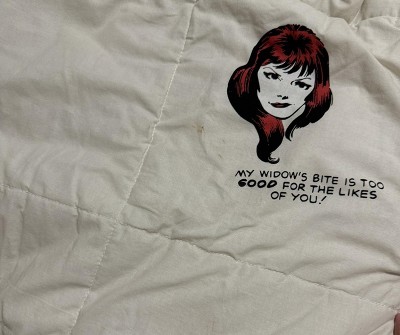 MY WIDOW'S BITE IS TOO
GOOD FOR THE LIKES
OF YOU!